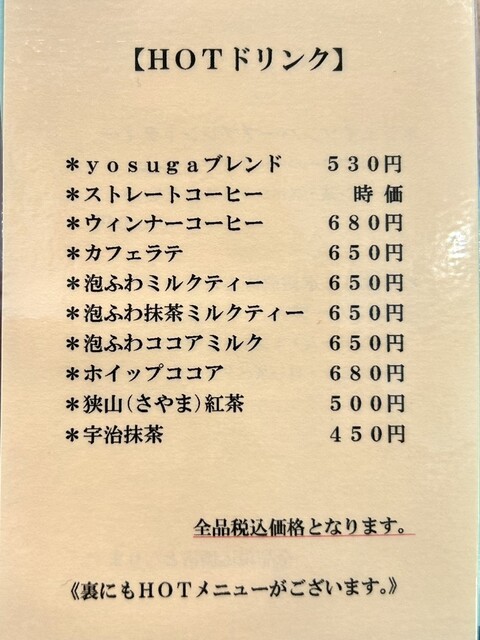 【ＨＯＴドリンク】
＊ｙｏｓｕｇａブレンド　５３０円
＊ストレートコーヒー　時価
＊ウィンナーコーヒー　６８０円
＊カフェラテ　６５０円
＊泡ふわミルクティー　６５０円
＊泡ふわ抹茶ミルクティー　６５０円
＊泡ふわココアミルク　６５０円
＊ホイップココア　６８０円
＊狭山（さやま）紅茶　５００円
＊宇治抹茶　４５０円
全品税込価格となります。
《裏にもＨＯＴメニューがございます。》